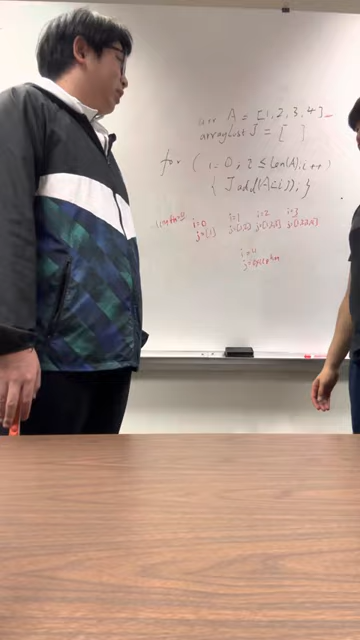 arr A = [1, 2, 3, 4]
arrayList J = [ ]
for ( i = 0, i ≤ len(A); i++)
{ J add(A[i]); }
i=0 i=1 i=2 i=3
j=[1] j=[1,2] j=[1,2,3] j=[1,2,3,4]
i=4